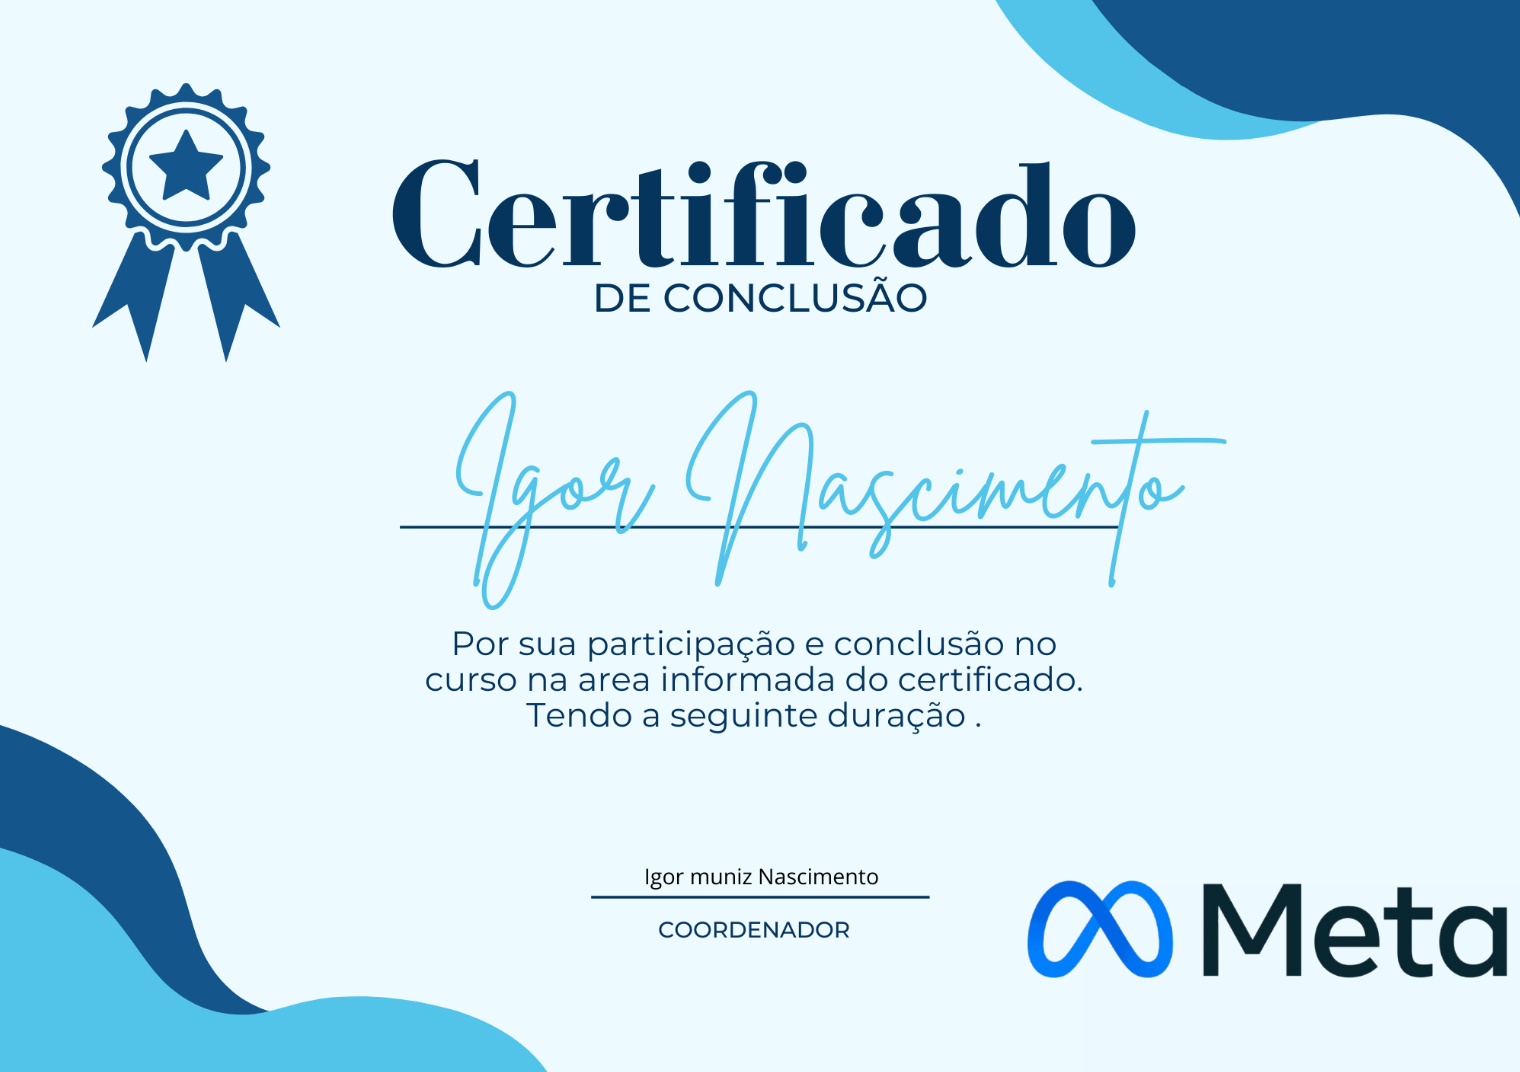 Certificado
DE CONCLUSÃO
Igor Nascimento
Por sua participação e conclusão no
curso na area informada do certificado.
Tendo a seguinte duração .
Igor muniz Nascimento
COORDENADOR
Meta